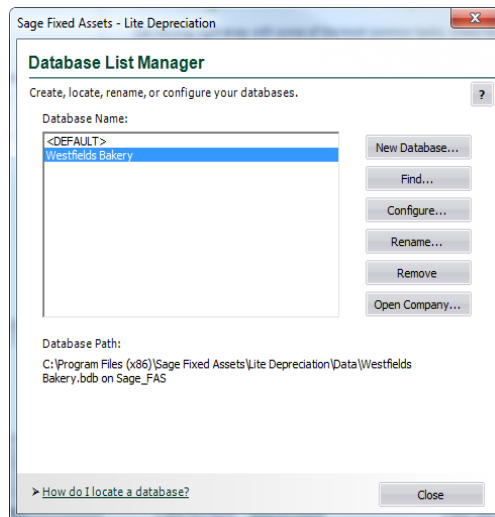 Sage Fixed Assets - Lite Depreciation
Database List Manager
Create, locate, rename, or configure your databases.
?
Database Name:
<DEFAULT>
Westfields Bakery
New Database...
Find...
Configure...
Rename...
Remove
Open Company...
Database Path:
C:\Program Files (x86)\Sage Fixed Assets\Lite Depreciation\Data\Westfields
Bakery.bdb on Sage_FAS
How do I locate a database?
Close